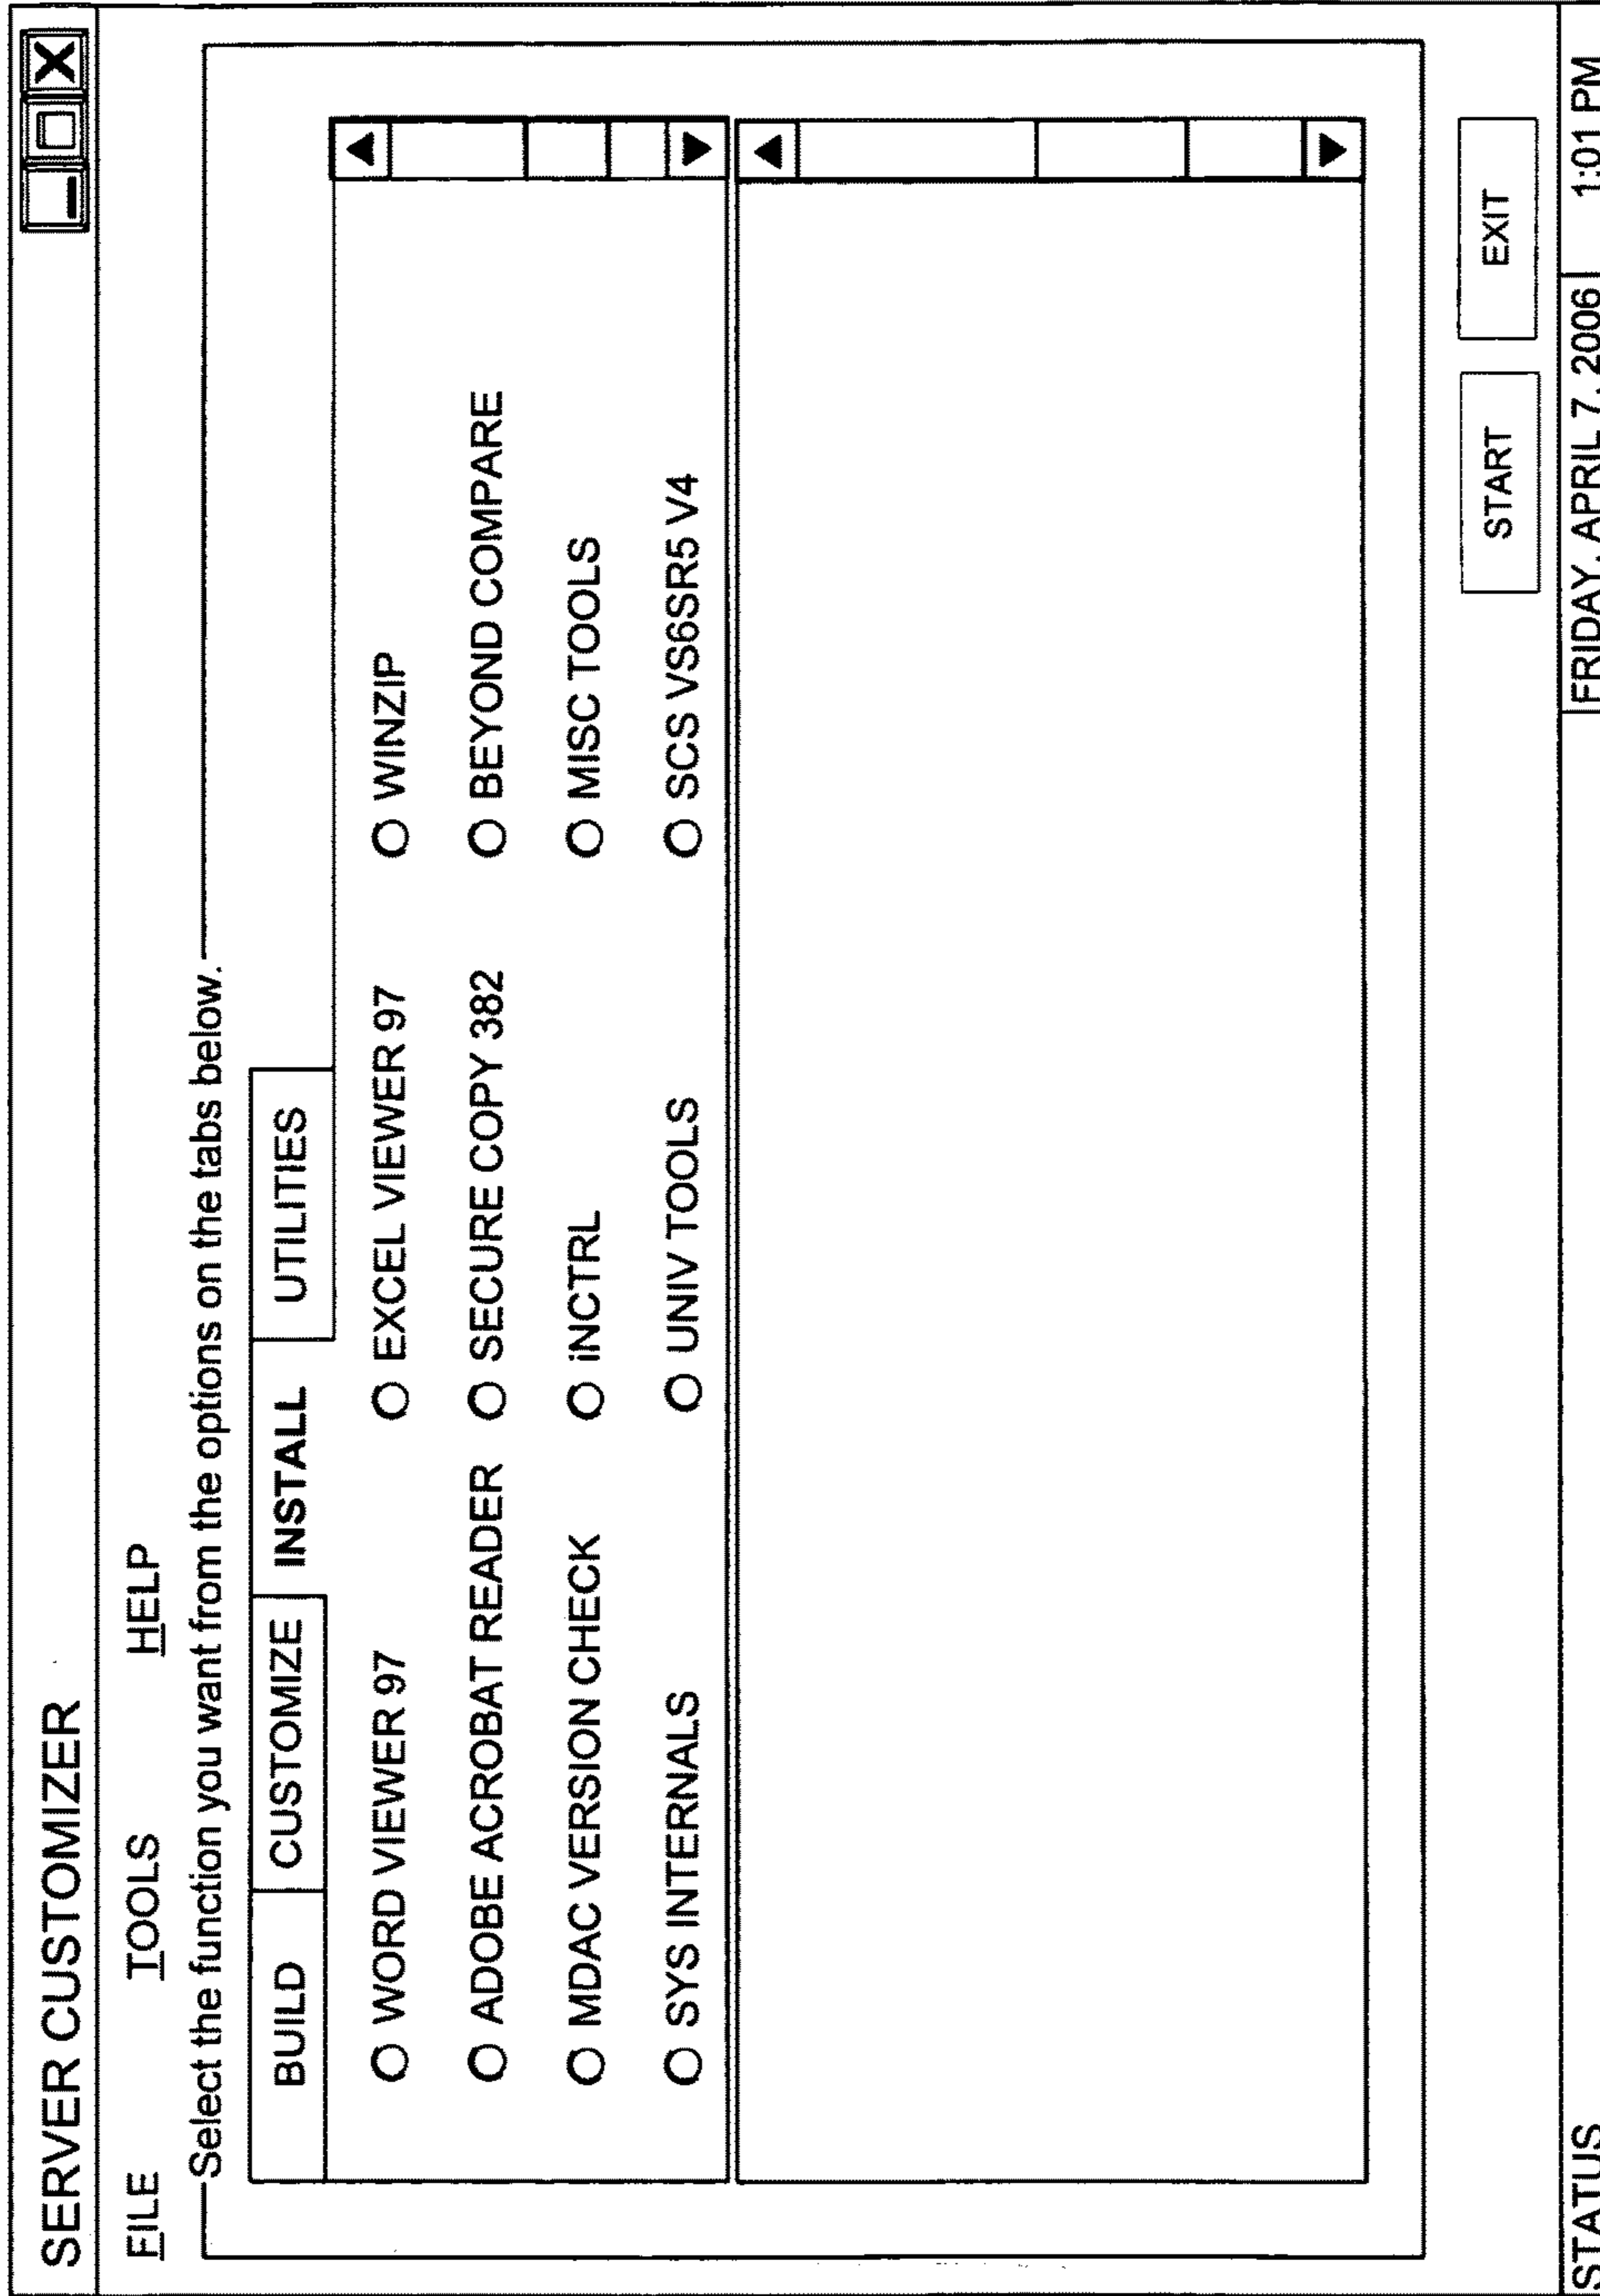 SERVER CUSTOMIZER
FILE TOOLS HELP
Select the function you want from the options on the tabs below.
BUILD CUSTOMIZE INSTALL UTILITIES
WORD VIEWER 97 EXCEL VIEWER 97 WINZIP
ADOBE ACROBAT READER SECURE COPY 382 BEYOND COMPARE
MDAC VERSION CHECK iNCTRL MISC TOOLS
SYS INTERNALS UNIV TOOLS SCS VS6SR5 V4
START EXIT
STATUS FRIDAY, APRIL 7, 2006 1:01 PM